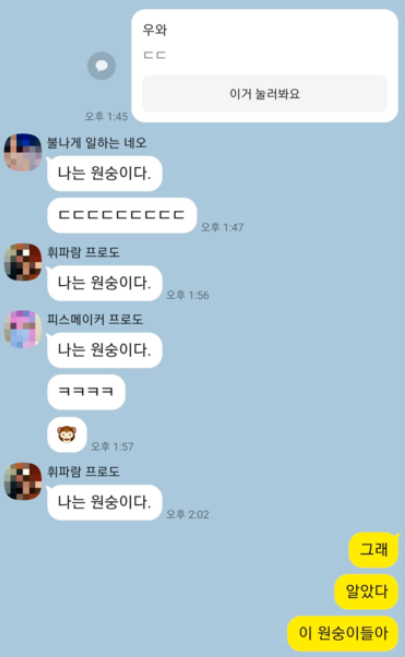 우와
ㄷㄷ
이거 눌러봐요
오후 1:45
불나게 일하는 네오
나는 원숭이다.
ㄷㄷㄷㄷㄷㄷㄷㄷㄷ
오후 1:47
휘파람 프로도
나는 원숭이다.
오후 1:56
피스메이커 프로도
나는 원숭이다.
ㅋㅋㅋㅋ
오후 1:57
휘파람 프로도
나는 원숭이다.
오후 2:02
그래
알았다
이 원숭이들아